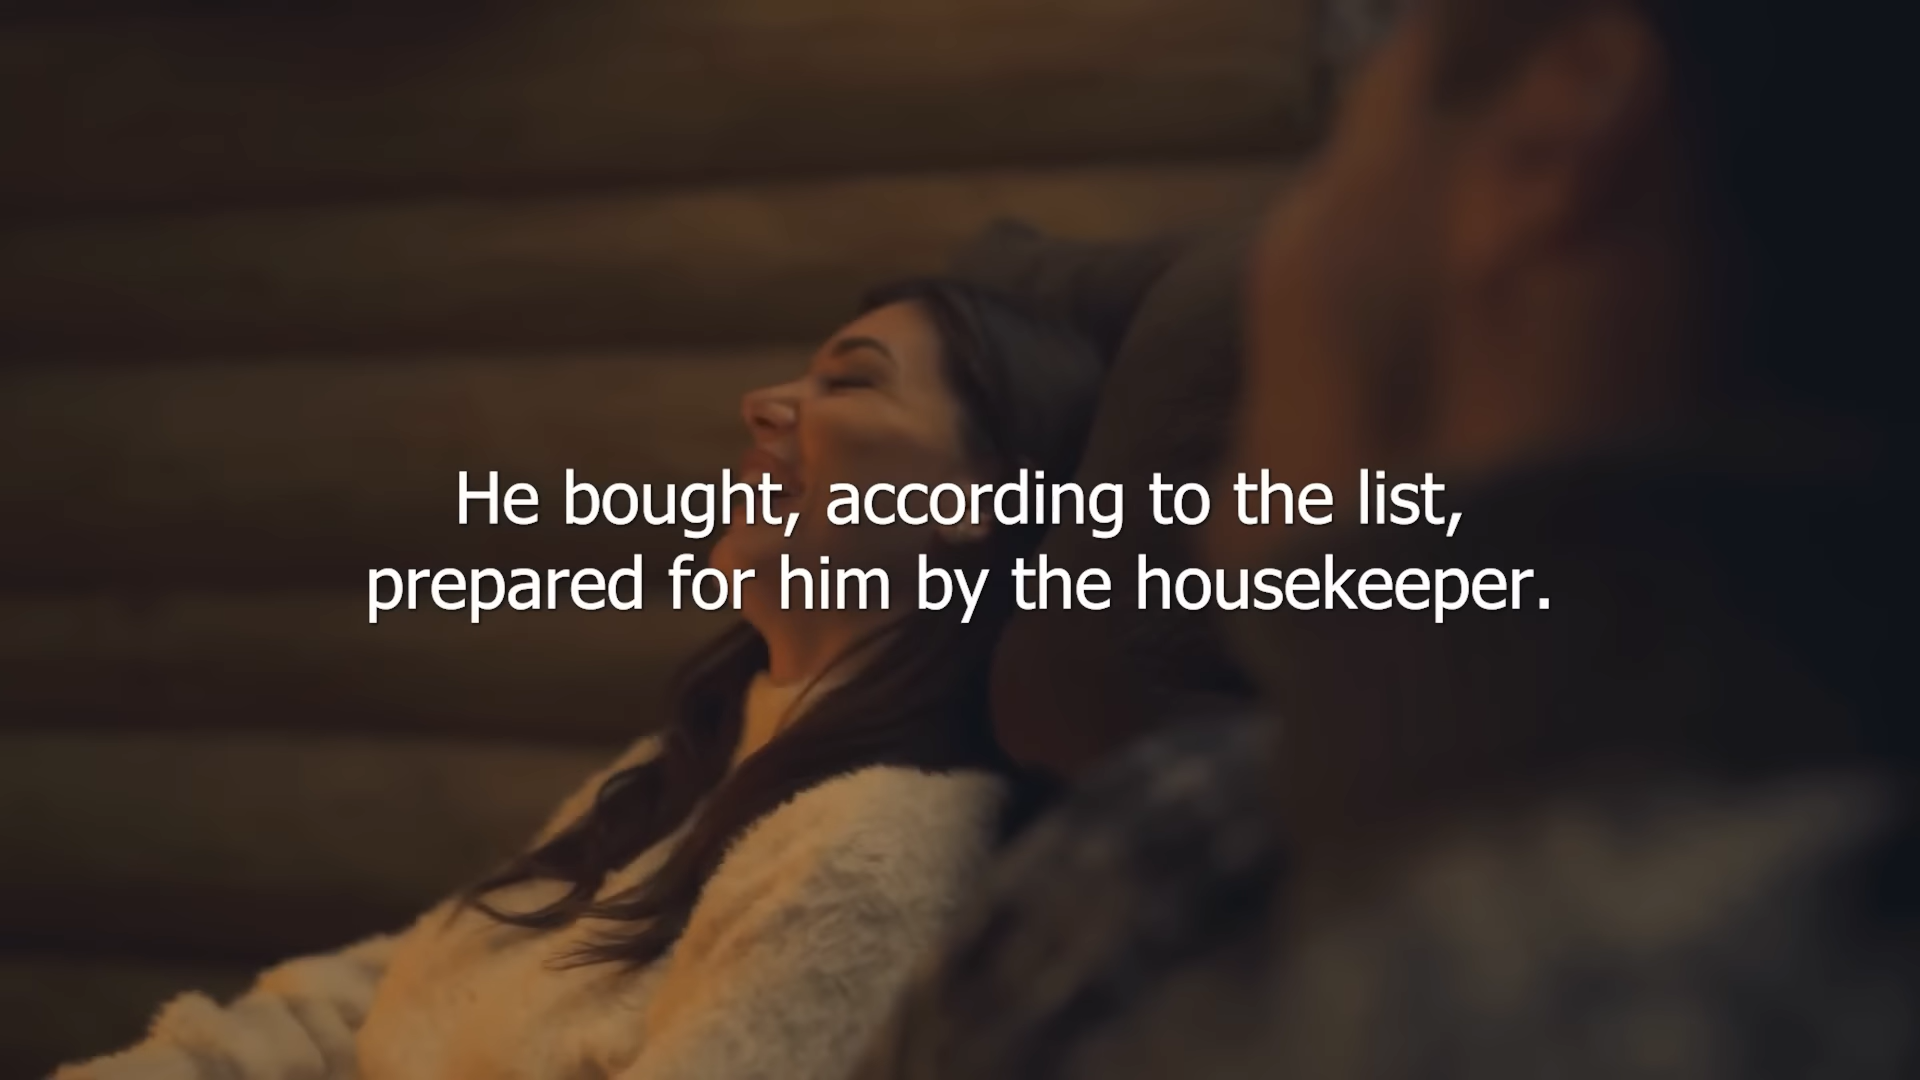 He bought, according to the list,
prepared for him by the housekeeper.